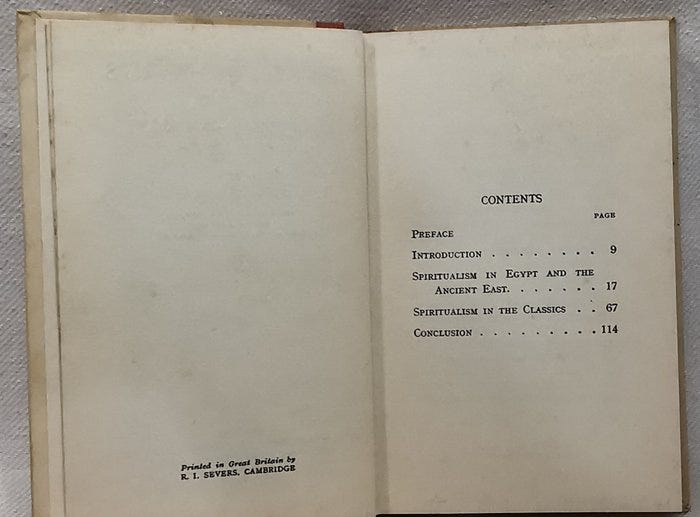 Printed in Great Britain by
R. I. SEVERS, CAMBRIDGE
CONTENTS
PAGE
PREFACE
INTRODUCTION . . . . . . . . 9
SPIRITUALISM IN EGYPT AND THE
ANCIENT EAST. . . . . . . 17
SPIRITUALISM IN THE CLASSICS . . 67
CONCLUSION . . . . . . . . . 114